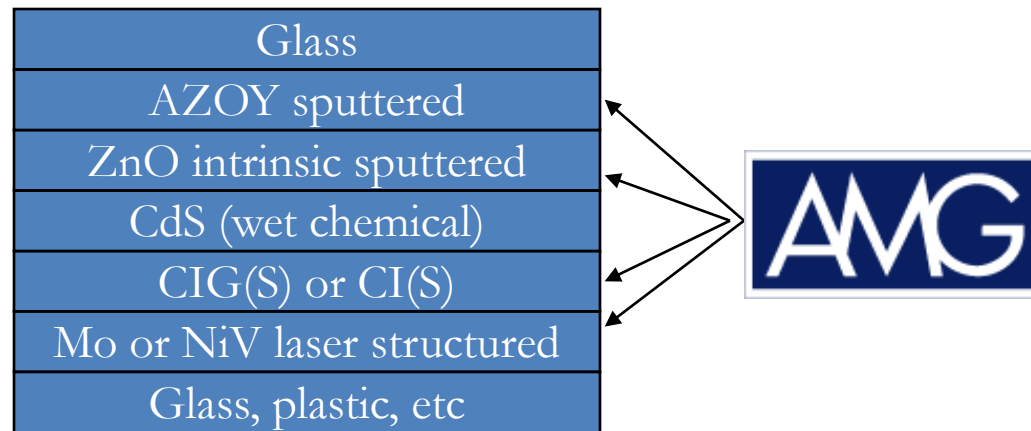 Glass
AZOY sputtered
ZnO intrinsic sputtered
CdS (wet chemical)
CIG(S) or CI(S)
Mo or NiV laser structured
Glass, plastic, etc
AMG